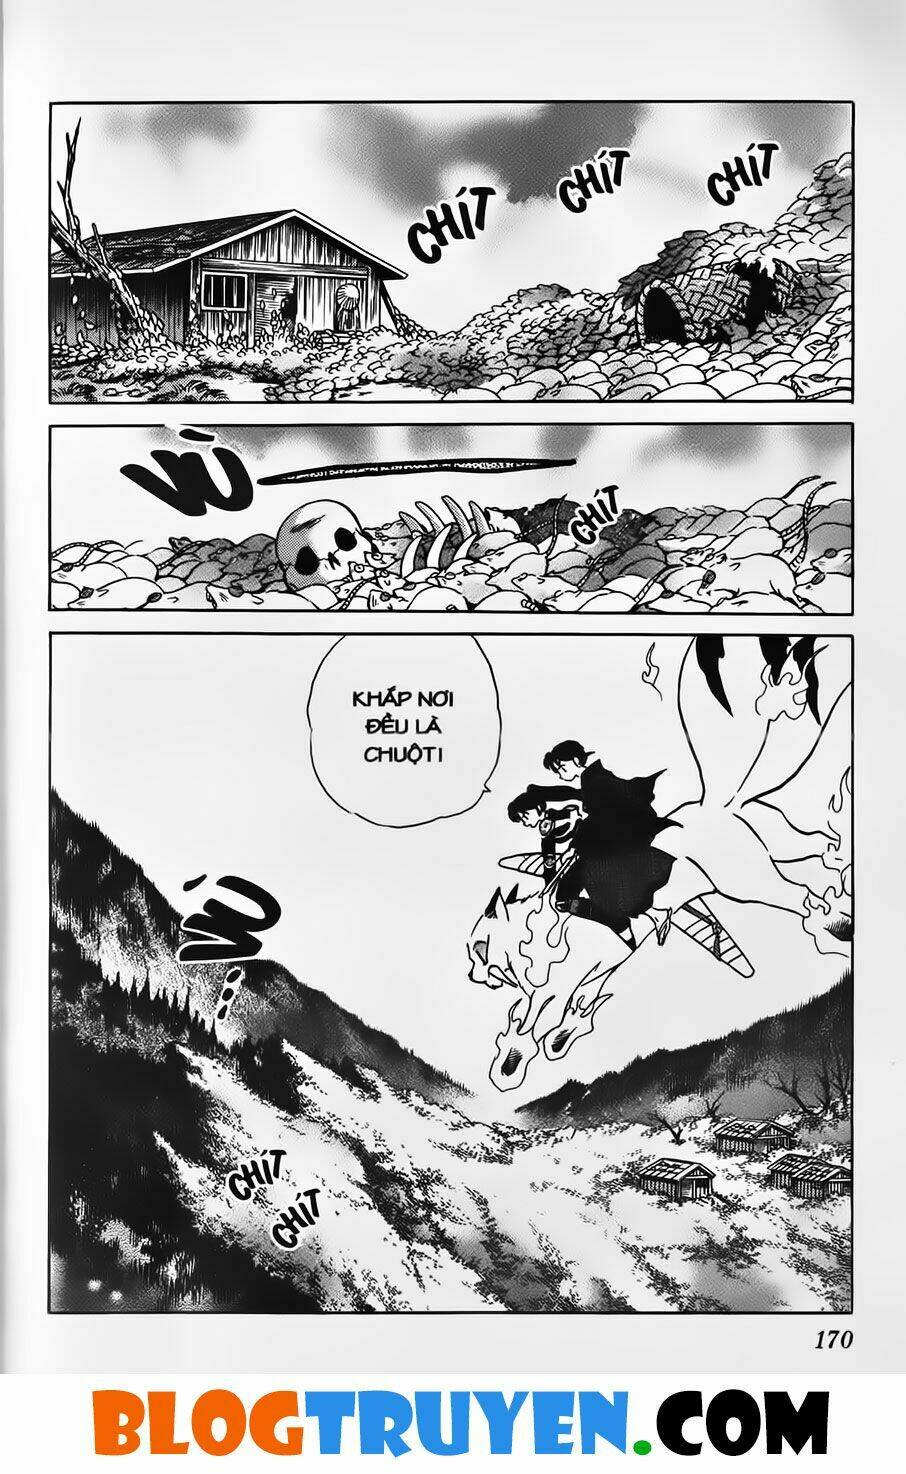 CHÍT
CHÍT
CHÍT
VÙ
CHÍT
KHẮP NƠI
ĐỀU LÀ
CHUỘT!
VÙ...
CHÍT
CHÍT
170
BLOGTRUYEN.COM